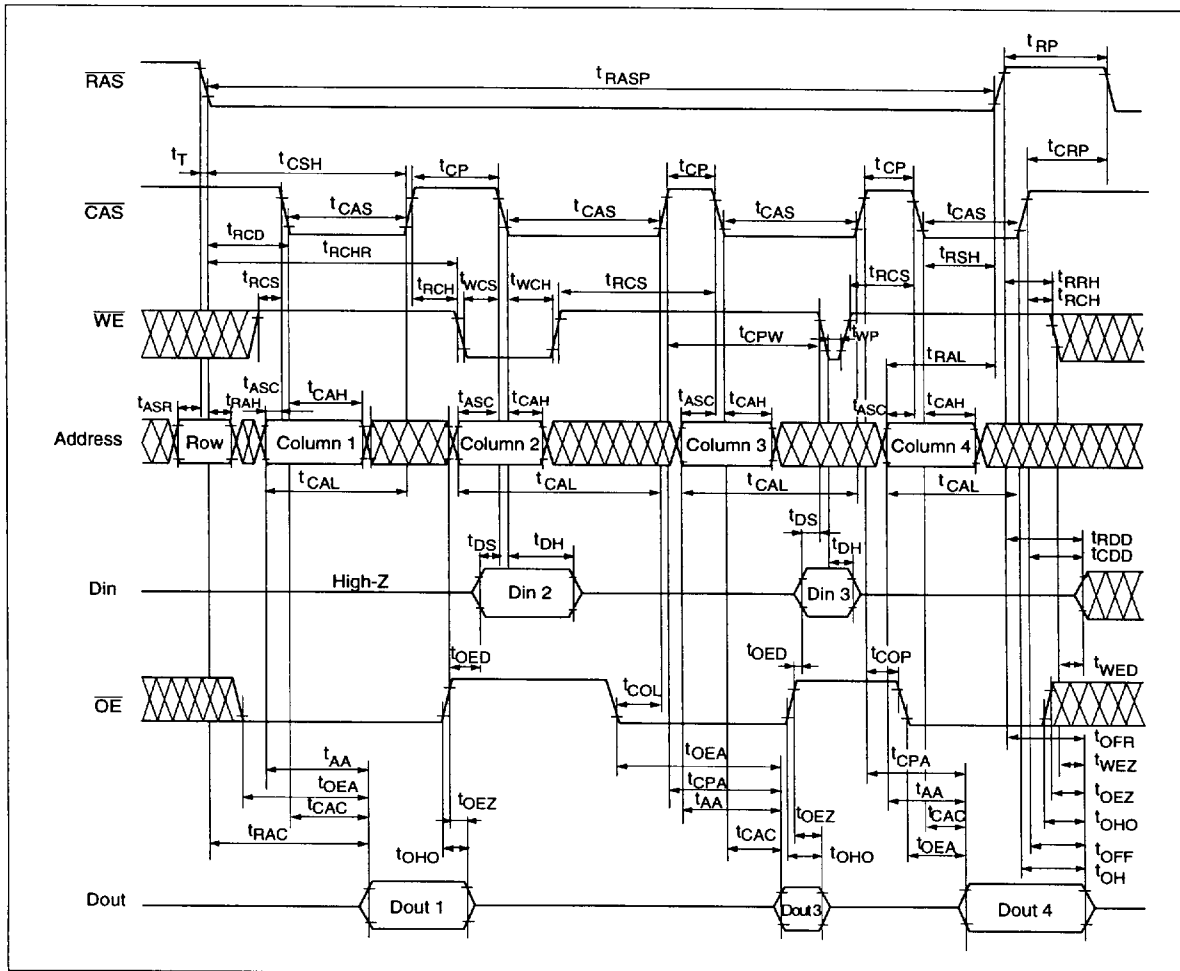 tRP
RAS
tRASP
tT
tCSH
tCP
tCP
tCP
tCRP
CAS
tCAS
tCAS
tCAS
tCAS
tRCD
tRCHR
tRSH
tRCS
tRCH
tWCS
tWCH
tRCS
tRCS
tRRH
tRCH
WE
tCPW
tWP
tRAL
tASR
tRAH
tASC
tCAH
tASC
tCAH
tASC
tCAH
tASC
tCAH
Address
Row
Column 1
Column 2
Column 3
Column 4
tCAL
tCAL
tCAL
tCAL
tDS
tDH
tDS
tDH
tRDD
tCDD
Din
High-Z
Din 2
Din 3
tOED
tOED
tCOP
tWED
OE
tCOL
tOFR
tAA
tOEA
tCPA
tWEZ
tOEA
tCPA
tAA
tOEZ
tCAC
tOEZ
tAA
tOEZ
tCAC
tOHO
tRAC
tOHO
tCAC
tOHO
tOEA
tOFF
tOH
Dout
Dout 1
Dout 3
Dout 4